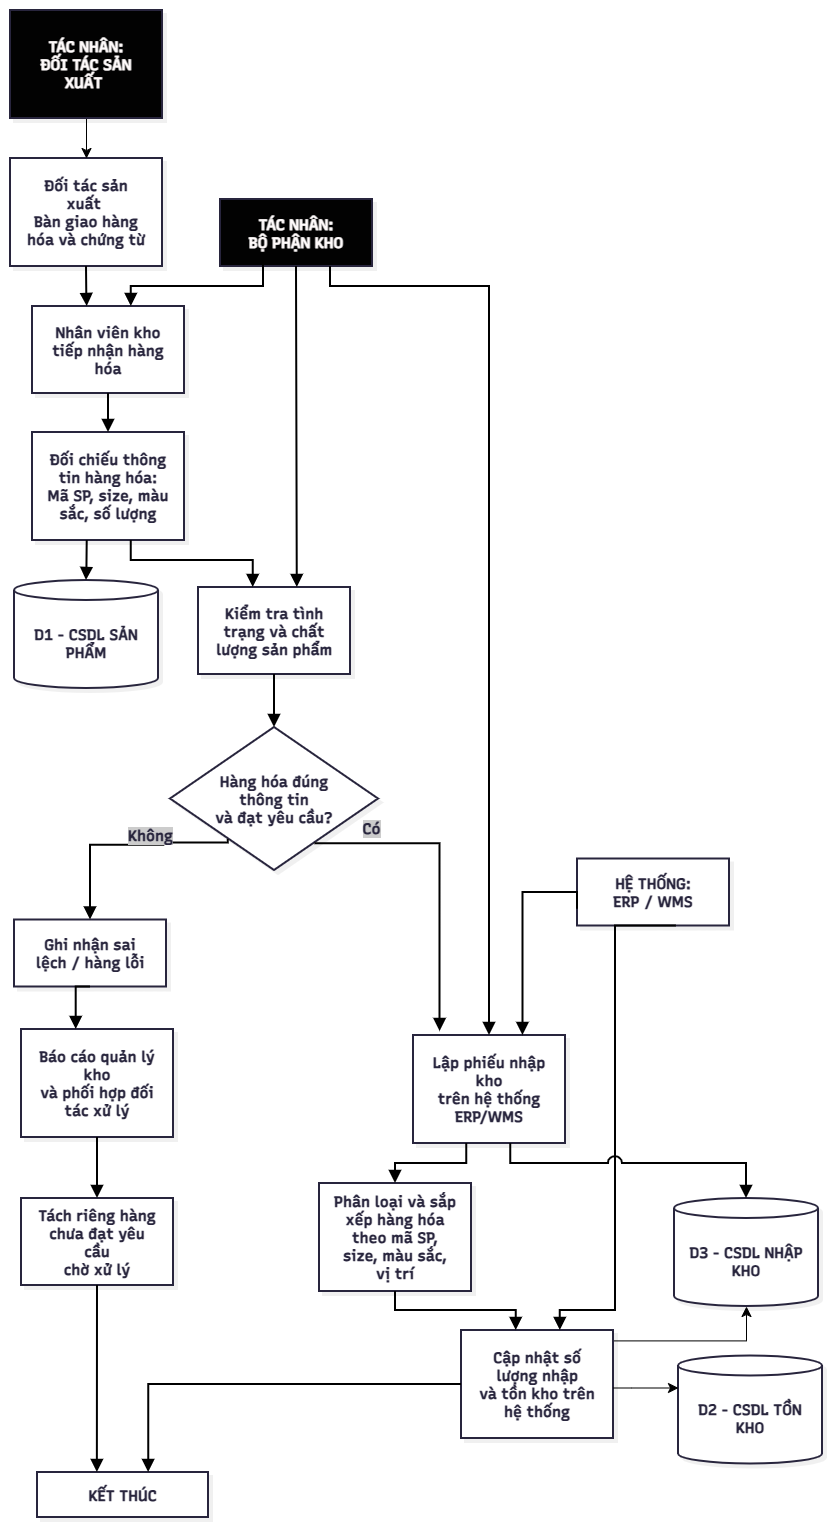 TÁC NHÂN:
ĐỐI TÁC SẢN
XUẤT
Đối tác sản
xuất
Bàn giao hàng
hóa và chứng từ
TÁC NHÂN:
BỘ PHẬN KHO
Nhân viên kho
tiếp nhận hàng
hóa
Đối chiếu thông
tin hàng hóa:
Mã SP, size, màu
sắc, số lượng
D1 - CSDL SẢN
PHẨM
Kiểm tra tình
trạng và chất
lượng sản phẩm
Hàng hóa đúng
thông tin
và đạt yêu cầu?
Không
Có
HỆ THỐNG:
ERP / WMS
Ghi nhận sai
lệch / hàng lỗi
Báo cáo quản lý
kho
và phối hợp đối
tác xử lý
Lập phiếu nhập
kho
trên hệ thống
ERP/WMS
Tách riêng hàng
chưa đạt yêu
cầu
chờ xử lý
Phân loại và sắp
xếp hàng hóa
theo mã SP,
size, màu sắc,
vị trí
D3 - CSDL NHẬP
KHO
Cập nhật số
lượng nhập
và tồn kho trên
hệ thống
D2 - CSDL TỒN
KHO
KẾT THÚC